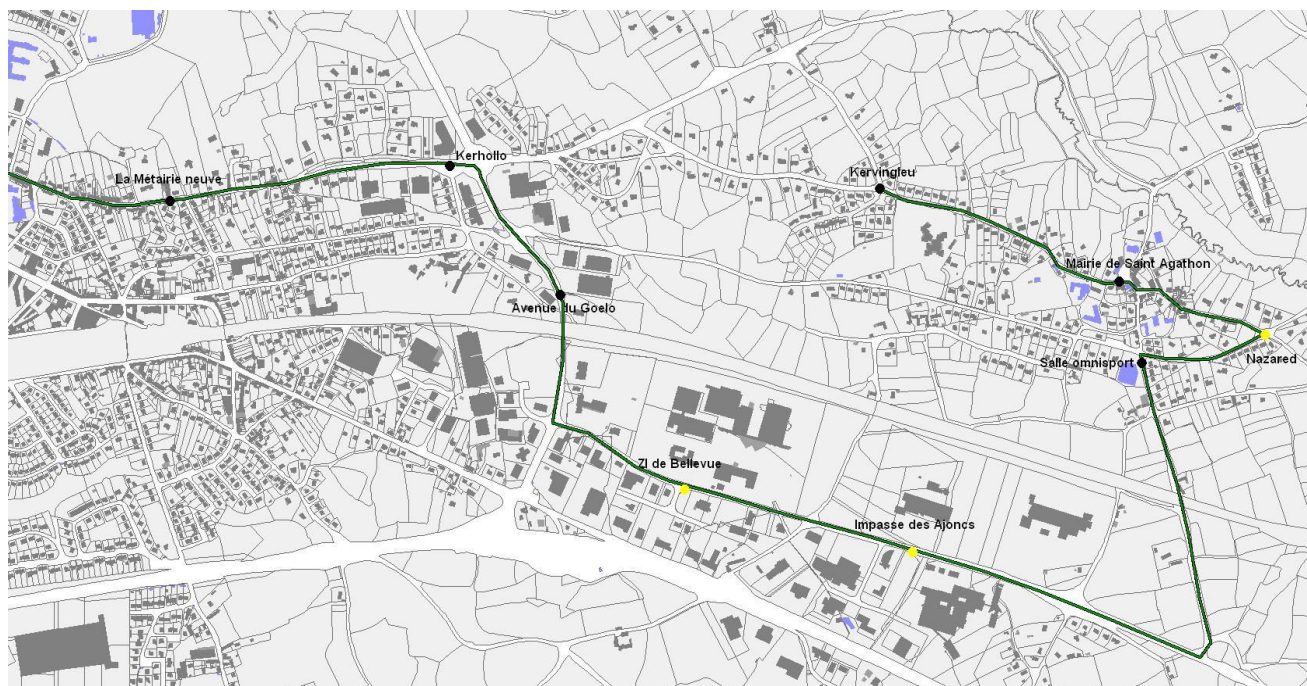 Kerhollo
La Métairie neuve
Kervingleu
Mairie de Saint Agathon
Avenue du Goelo
Nazared
Salle omnisport
ZI de Bellevue
Impasse des Ajoncs